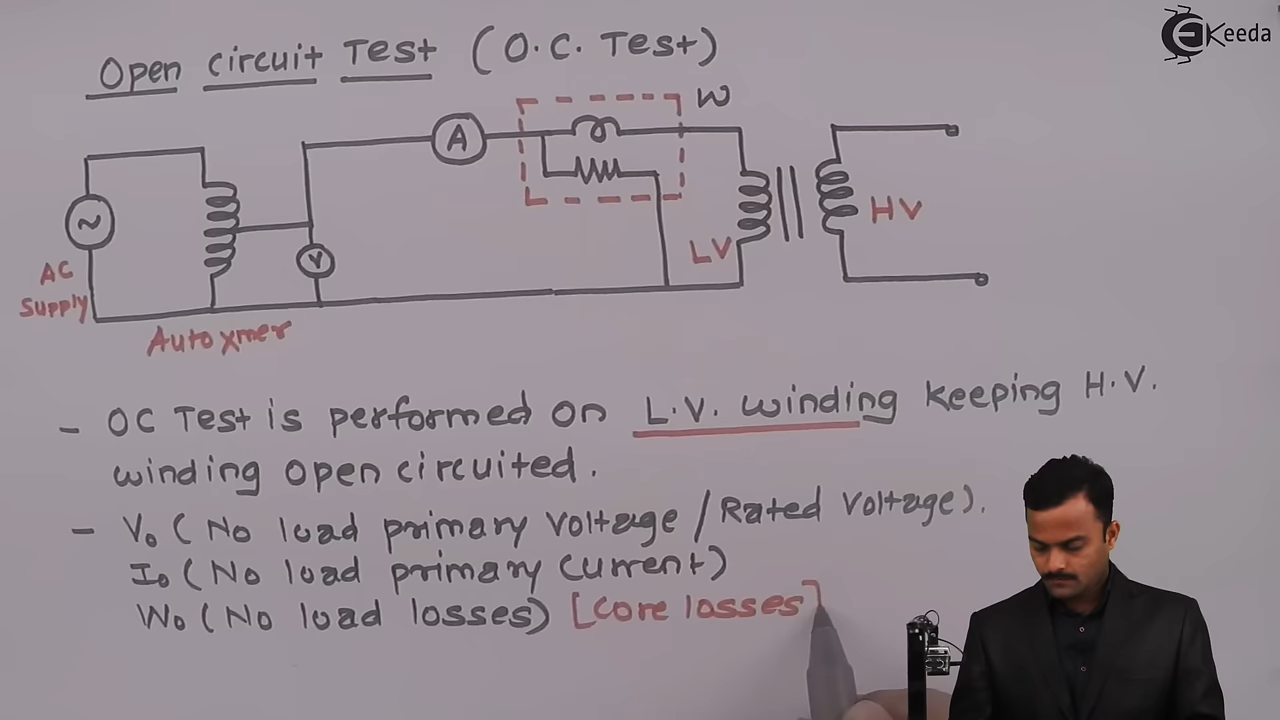 Open circuit Test (O.C. Test)
Keeda
A
W
~
V
LV
HV
AC
Supply
Autoxmer
- OC Test is performed on L.V. winding keeping H.V.
winding open circuited.
- V₀ (No load primary voltage / Rated voltage).
I₀ (No load primary current)
W₀ (No load losses) [core losses]